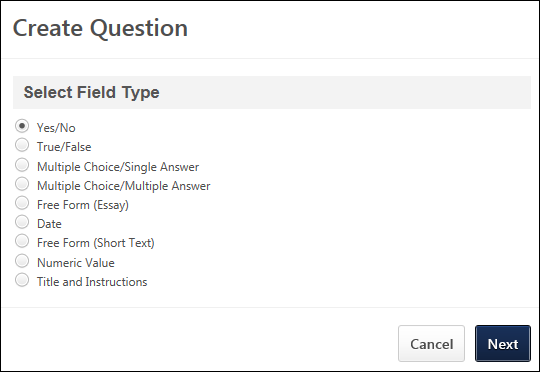 Create Question
Select Field Type
Yes/No
True/False
Multiple Choice/Single Answer
Multiple Choice/Multiple Answer
Free Form (Essay)
Date
Free Form (Short Text)
Numeric Value
Title and Instructions
Cancel Next